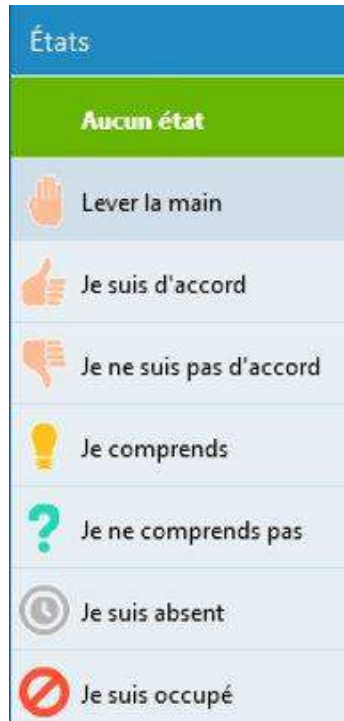 États
Aucun état
Lever la main
Je suis d'accord
Je ne suis pas d'accord
Je comprends
Je ne comprends pas
Je suis absent
Je suis occupé